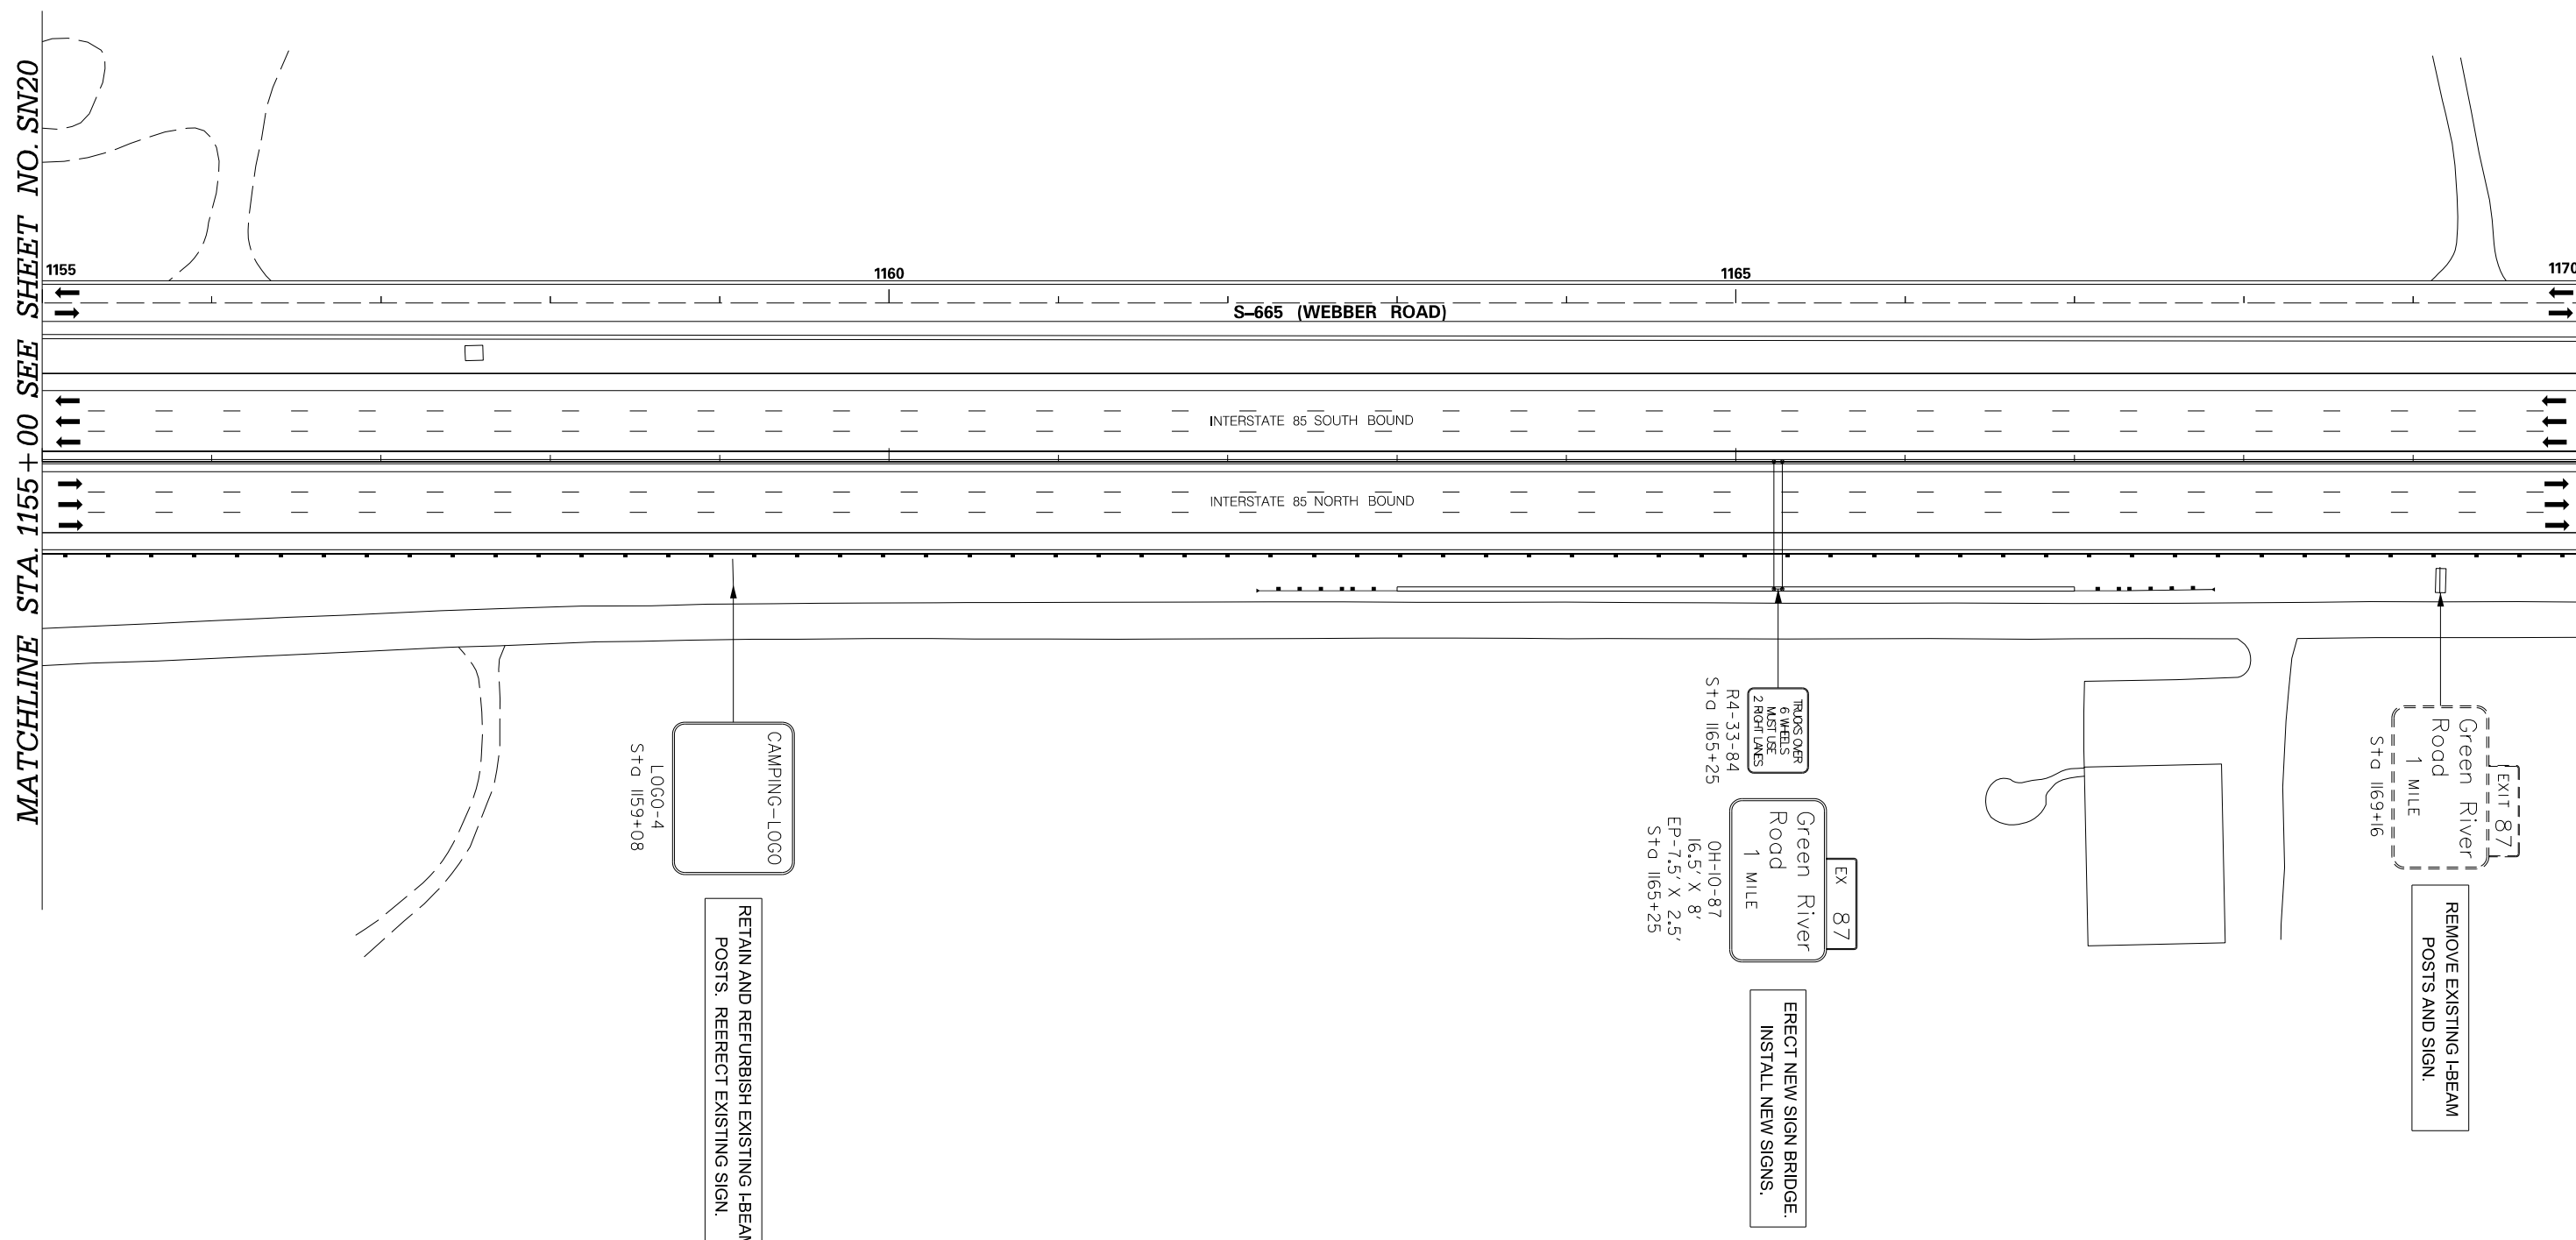 MATCHLINE STA. 1155+00 SEE SHEET NO. SN20
1155
1160
1165
1170
S-665 (WEBBER ROAD)
INTERSTATE 85 SOUTH BOUND
INTERSTATE 85 NORTH BOUND
CAMPING-LOGO
LOGO-4
Sta 1159+08
RETAIN AND REFURBISH EXISTING I-BEAM
POSTS. REERECT EXISTING SIGN.
TRUCKS OVER
6 WHEELS
MUST USE
2 RIGHT LANES
R4-33-84
Sta 1165+25
EX 87
Green River
Road
1 MILE
OH-10-87
16.5' X 8'
EP-7.5' X 2.5'
Sta 1165+25
ERECT NEW SIGN BRIDGE.
INSTALL NEW SIGNS.
EXIT 87
Green River
Road
1 MILE
Sta 1169+16
REMOVE EXISTING I-BEAM
POSTS AND SIGN.